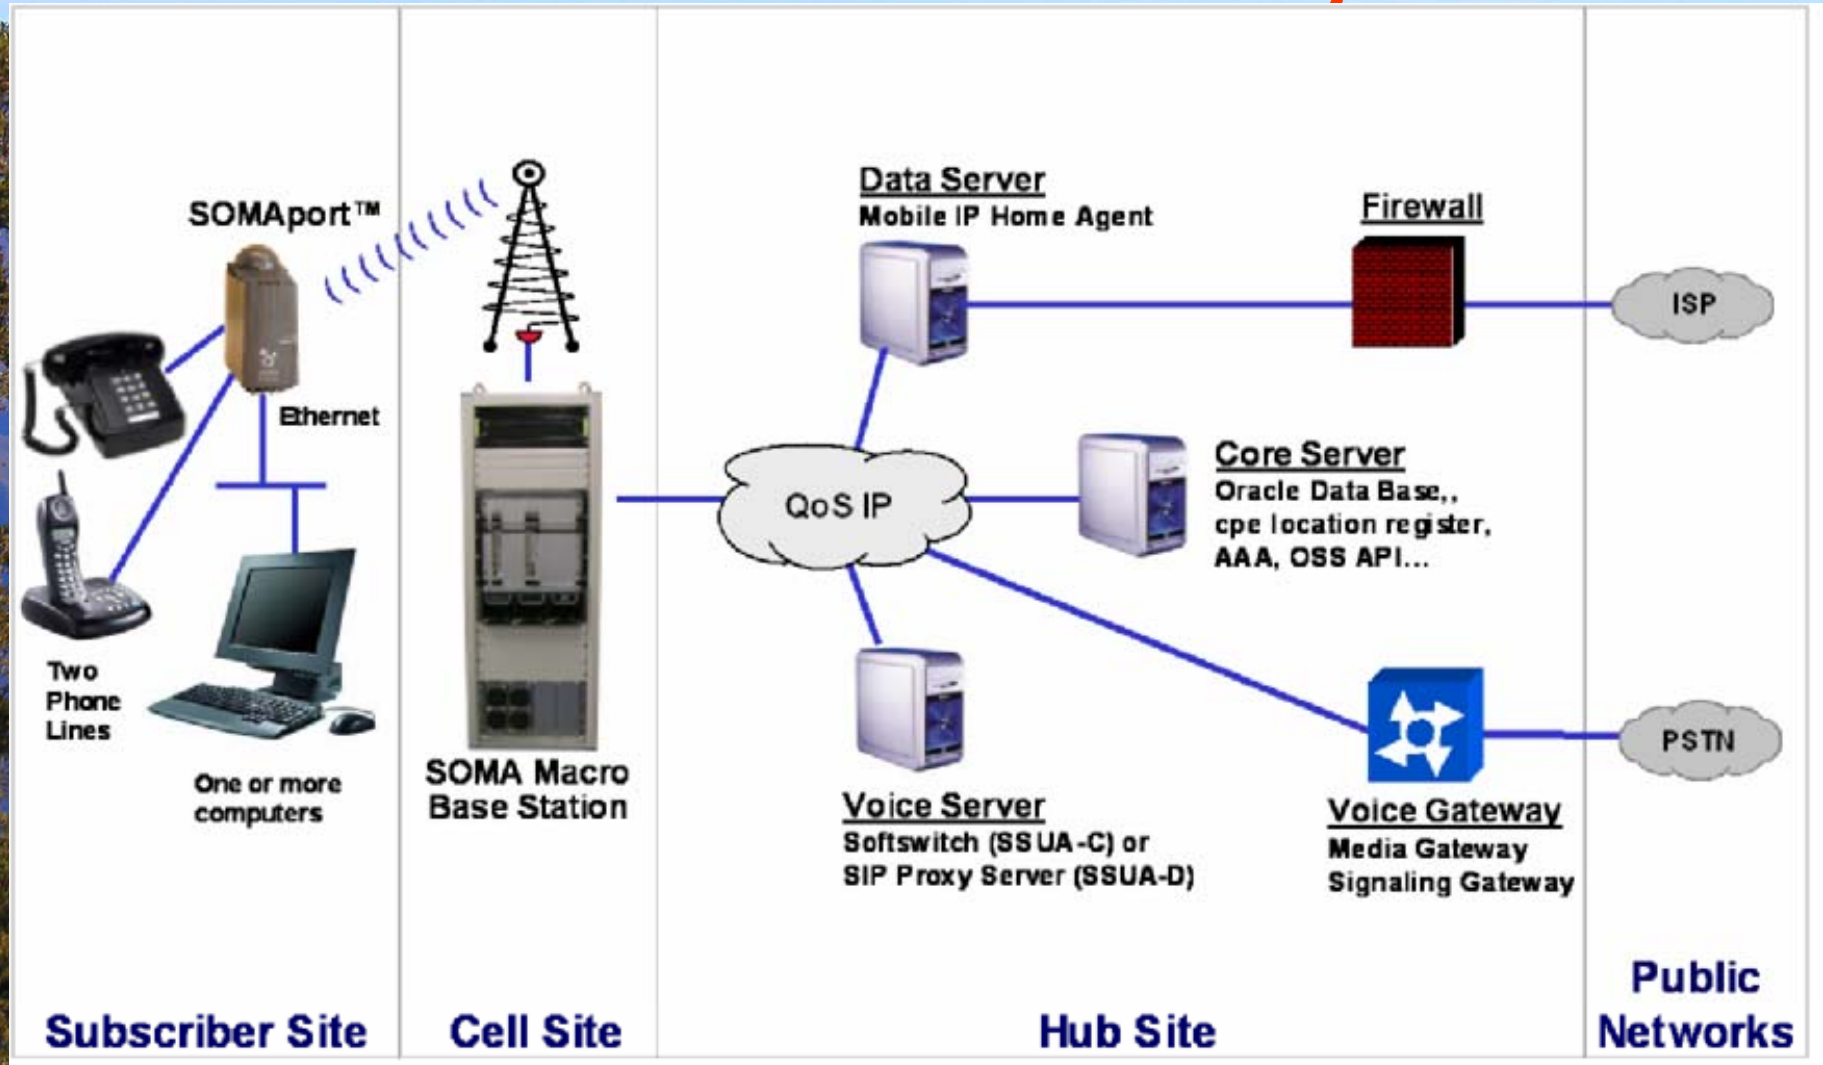 SOMAport™
Ethernet
Two
Phone
Lines
One or more
computers
Subscriber Site
SOMA Macro
Base Station
Cell Site
Data Server
Mobile IP Home Agent
Firewall
QoS IP
Core Server
Oracle Data Base,,
cpe location register,
AAA, OSS API...
Voice Server
Softswitch (SSUA-C) or
SIP Proxy Server (SSUA-D)
Voice Gateway
Media Gateway
Signaling Gateway
Hub Site
ISP
PSTN
Public
Networks